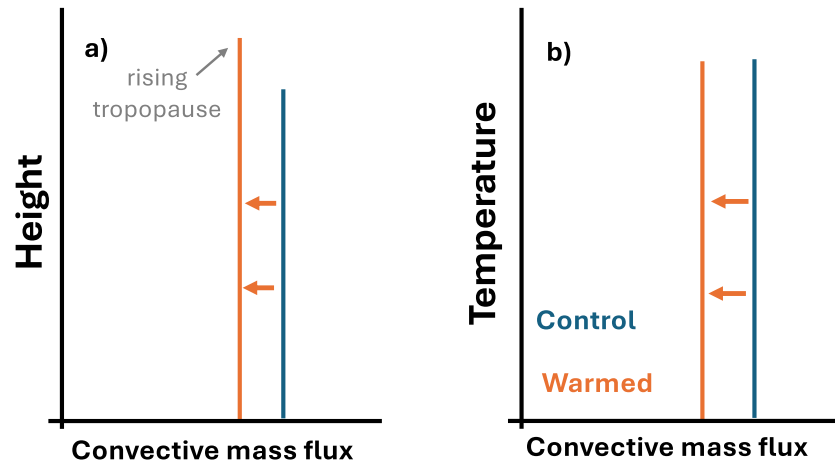 a)
rising
tropopause
Height
Convective mass flux
b)
Temperature
Control
Warmed
Convective mass flux